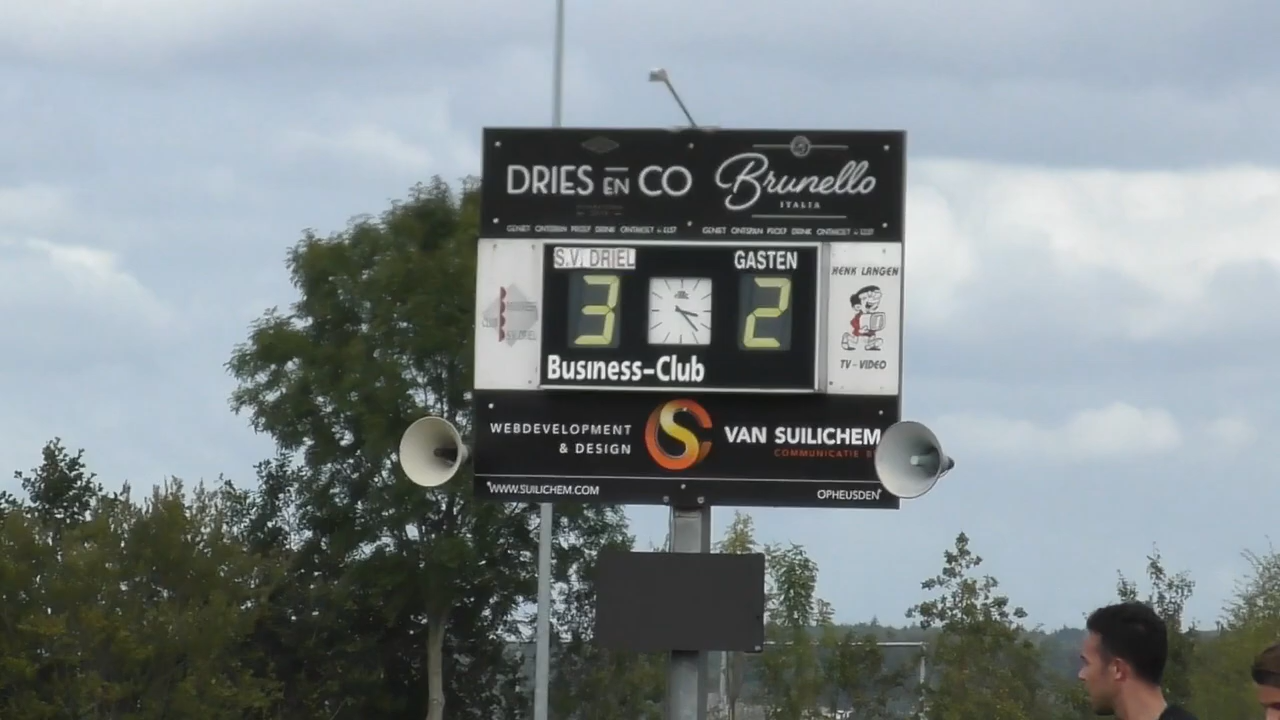 DRIES EN CO
Brunello
ITALIA
S.V. DRIEL
GASTEN
3
2
Business-Club
HENK LANGEN
TV-VIDEO
WEBDEVELOPMENT
& DESIGN
VAN SUILICHEM
COMMUNICATIE
WWW.SUILICHEM.COM
OPHEUSDEN